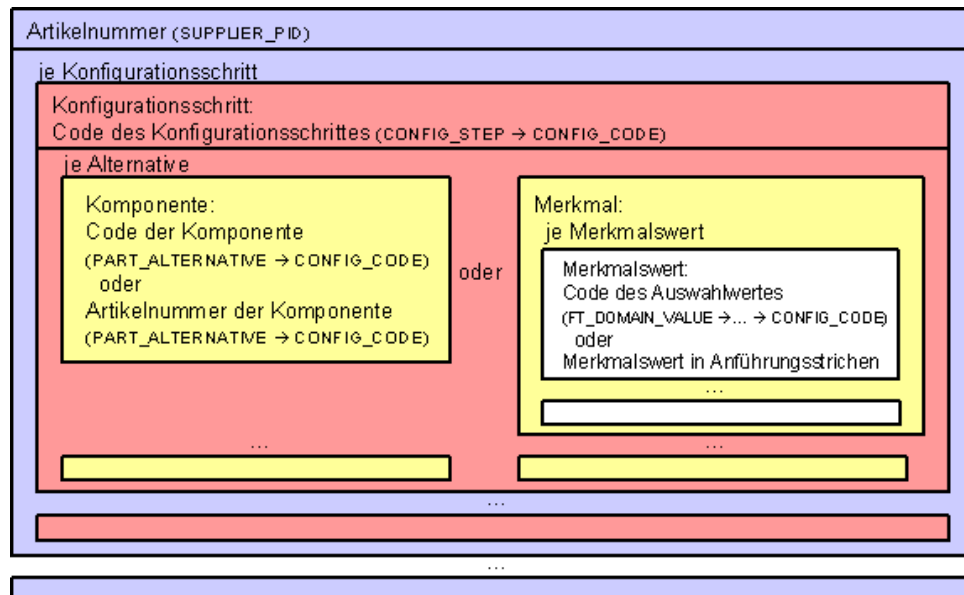 Artikelnummer (SUPPLIER_PID)
je Konfigurationsschritt
Konfigurationsschritt:
Code des Konfigurationsschrittes (CONFIG_STEP → CONFIG_CODE)
je Alternative
Komponente:
Code der Komponente
(PART_ALTERNATIVE → CONFIG_CODE)
oder
Artikelnummer der Komponente
(PART_ALTERNATIVE → CONFIG_CODE)
...
oder
Merkmal:
je Merkmalswert
Merkmalswert:
Code des Auswahlwertes
(FT_DOMAIN_VALUE →... → CONFIG_CODE)
oder
Merkmalswert in Anführungsstrichen
...
...
...
...